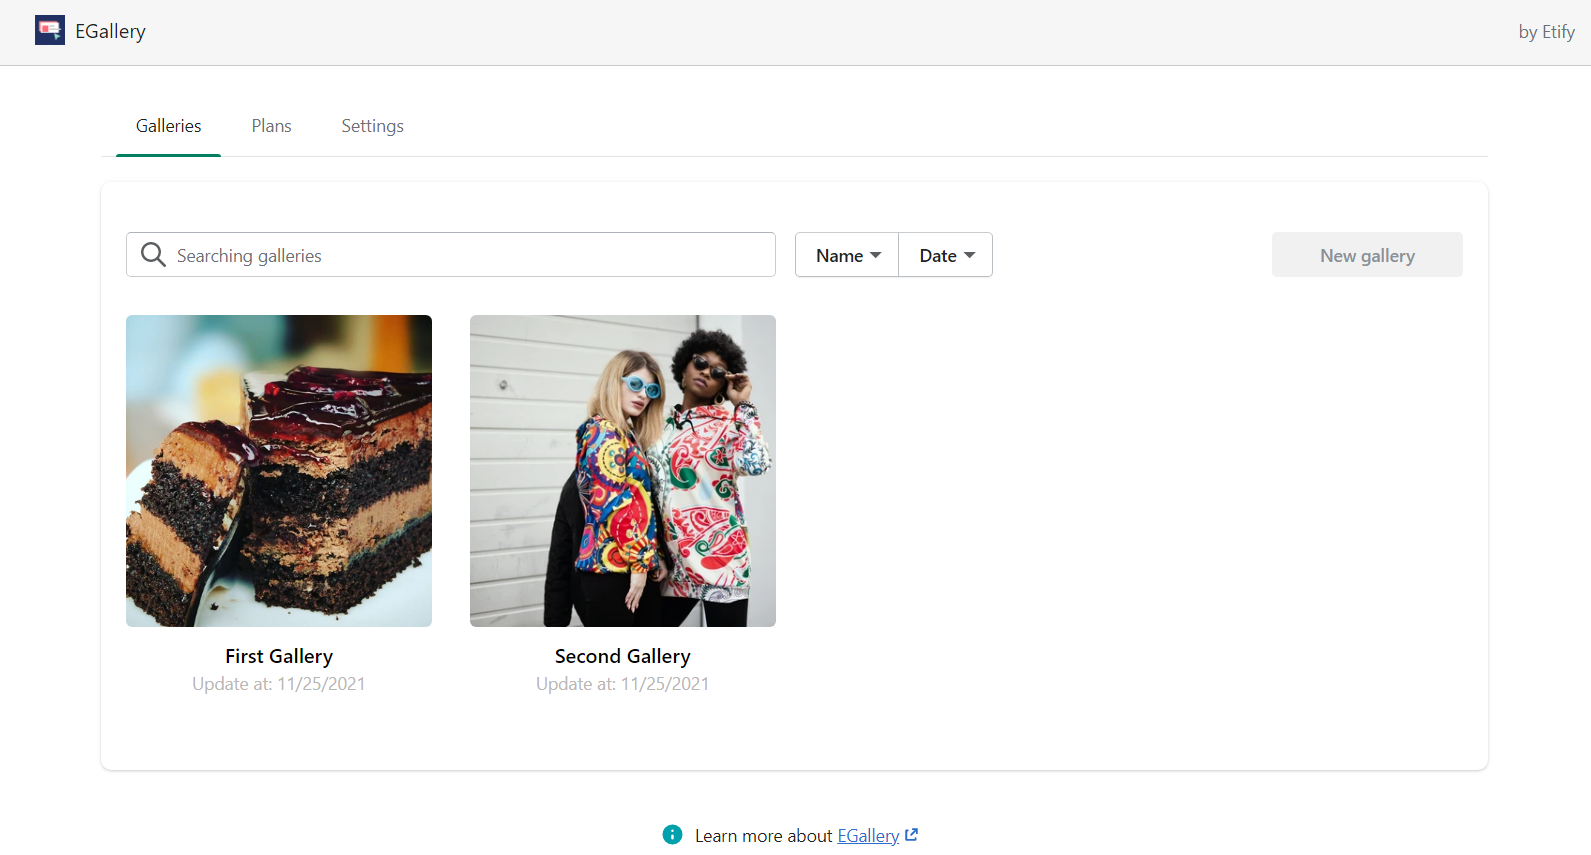 EGallery
by Etify
Galleries Plans Settings
Searching galleries
Name Date
New gallery
First Gallery
Update at: 11/25/2021
Second Gallery
Update at: 11/25/2021
Learn more about EGallery